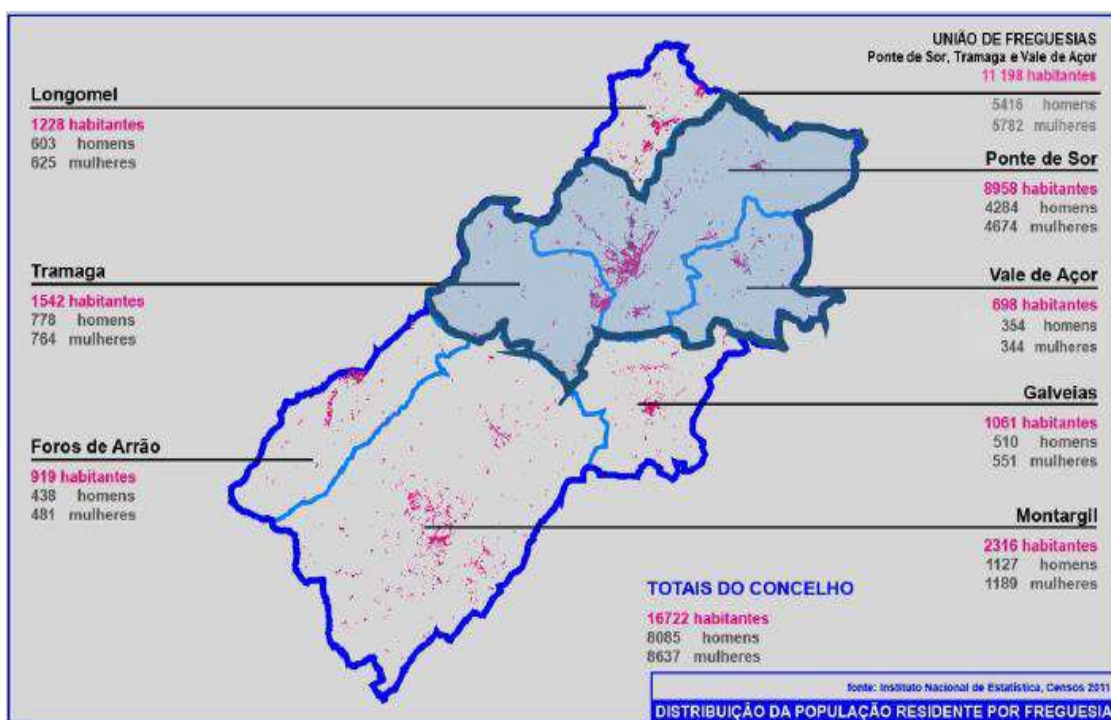 UNIÃO DE FREGUESIAS
Ponte de Sor, Tramaga e Vale de Açor
11 198 habitantes
5416 homens
5782 mulheres
Longomel
1228 habitantes
603 homens
625 mulheres
Ponte de Sor
8958 habitantes
4284 homens
4674 mulheres
Tramaga
1542 habitantes
778 homens
764 mulheres
Vale de Açor
698 habitantes
354 homens
344 mulheres
Galveias
1061 habitantes
510 homens
551 mulheres
Foros de Arrão
919 habitantes
438 homens
481 mulheres
Montargil
2316 habitantes
1127 homens
1189 mulheres
TOTAIS DO CONCELHO
16722 habitantes
8085 homens
8637 mulheres
fonte: Instituto Nacional de Estatística, Censos 2011
DISTRIBUIÇÃO DA POPULAÇÃO RESIDENTE POR FREGUESIA